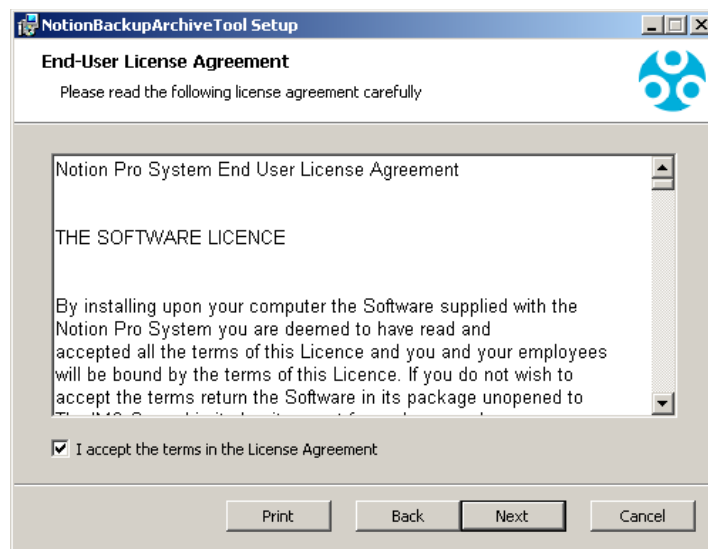 NotionBackupArchiveTool Setup
End-User License Agreement
Please read the following license agreement carefully
Notion Pro System End User License Agreement
THE SOFTWARE LICENCE
By installing upon your computer the Software supplied with the
Notion Pro System you are deemed to have read and
accepted all the terms of this Licence and you and your employees
will be bound by the terms of this Licence. If you do not wish to
accept the terms return the Software in its package unopened to
I accept the terms in the License Agreement
Print Back Next Cancel